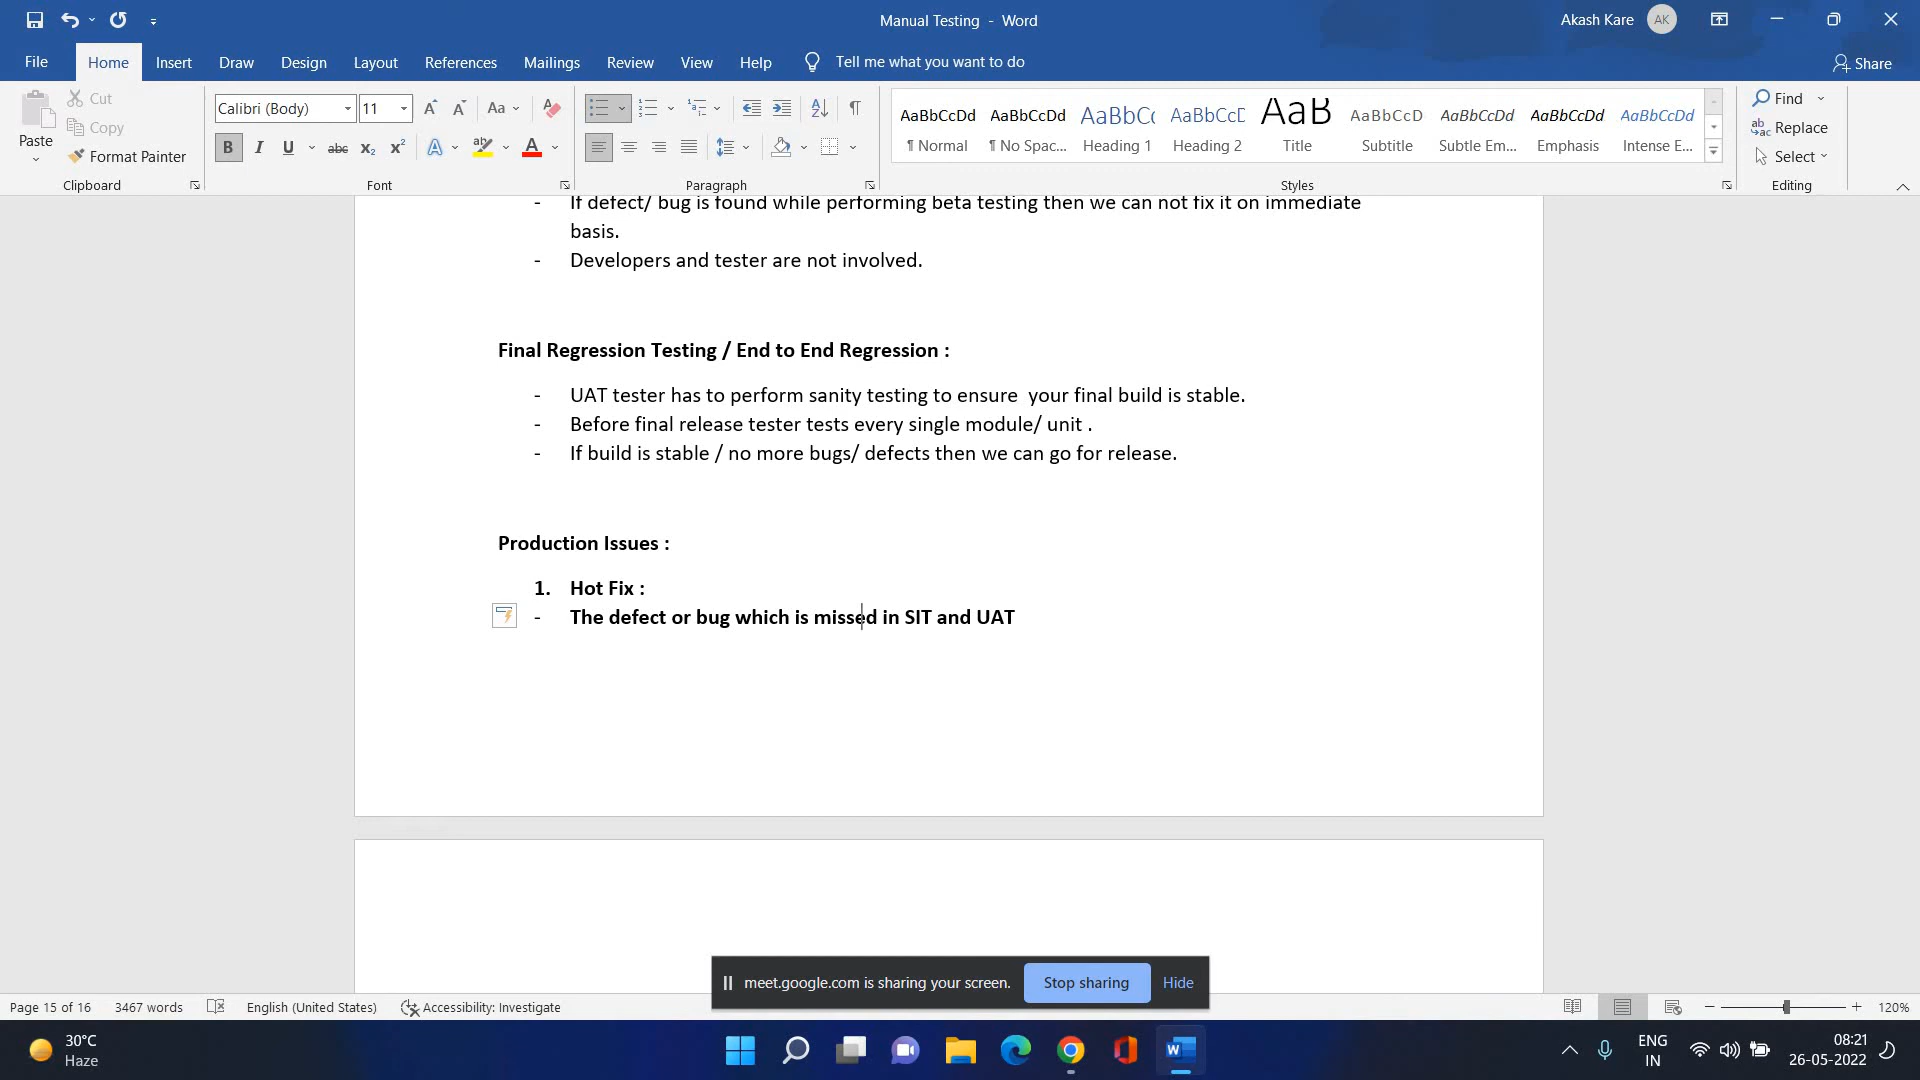 Manual Testing - Word
Akash Kare AK
File Home Insert Draw Design Layout References Mailings Review View Help Tell me what you want to do Share
Cut
Copy
Paste
Format Painter
Clipboard
Calibri (Body) 11
Aa
B I U abc x₂ x² A ab A
Font
Paragraph
AaBbCcDd AaBbCcDd AaBbCc AaBbCcD AaB AaBbCcD AaBbCcDd AaBbCcDd AaBbCcDd
¶ Normal ¶ No Spac... Heading 1 Heading 2 Title Subtitle Subtle Em... Emphasis Intense E...
Styles
Find
Replace
Select
Editing
- If defect/ bug is found while performing beta testing then we can not fix it on immediate
basis.
- Developers and tester are not involved.
Final Regression Testing / End to End Regression :
- UAT tester has to perform sanity testing to ensure  your final build is stable.
- Before final release tester tests every single module/ unit .
- If build is stable / no more bugs/ defects then we can go for release.
Production Issues :
1. Hot Fix :
- The defect or bug which is missed in SIT and UAT
meet.google.com is sharing your screen. Stop sharing Hide
Page 15 of 16 3467 words English (United States) Accessibility: Investigate 120%
30°C
Haze
ENG
IN
08:21
26-05-2022